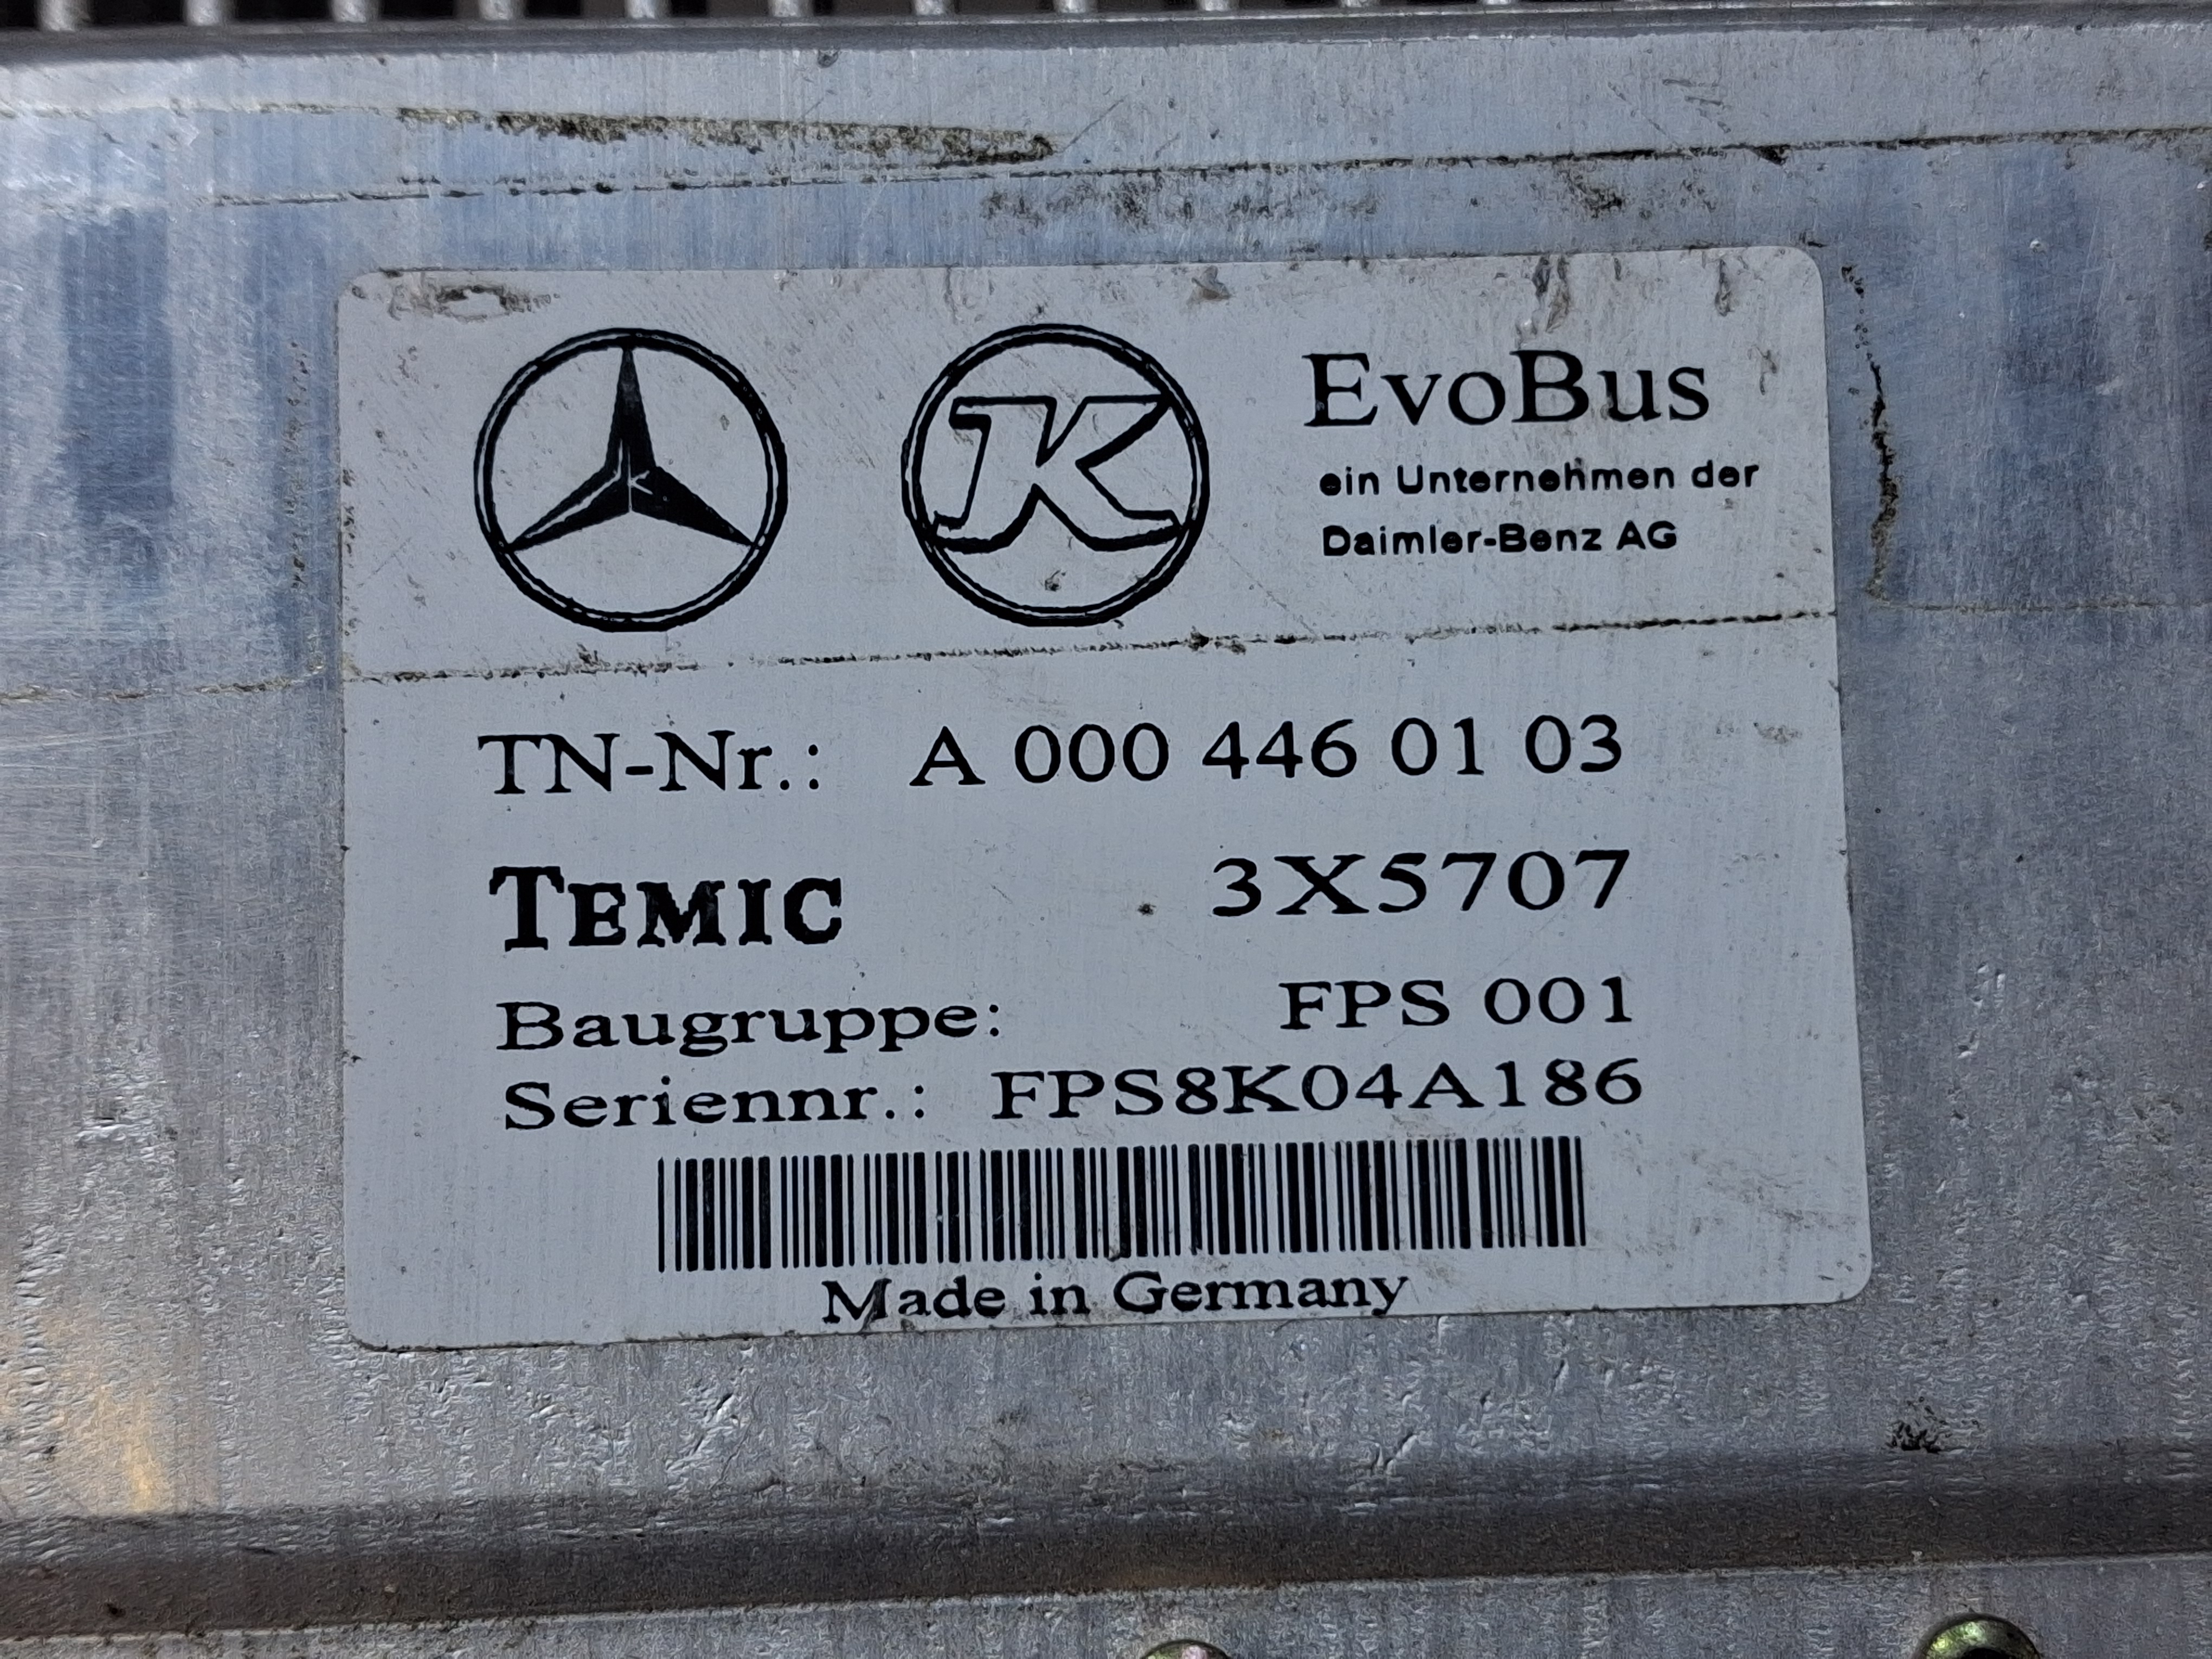 K
EvoBus
ein Unternehmen der
Daimler-Benz AG
TN-Nr.: A 000 446 01 03
TEMIC 3X5707
Baugruppe: FPS 001
Seriennr.: FPS8K04A186
Made in Germany